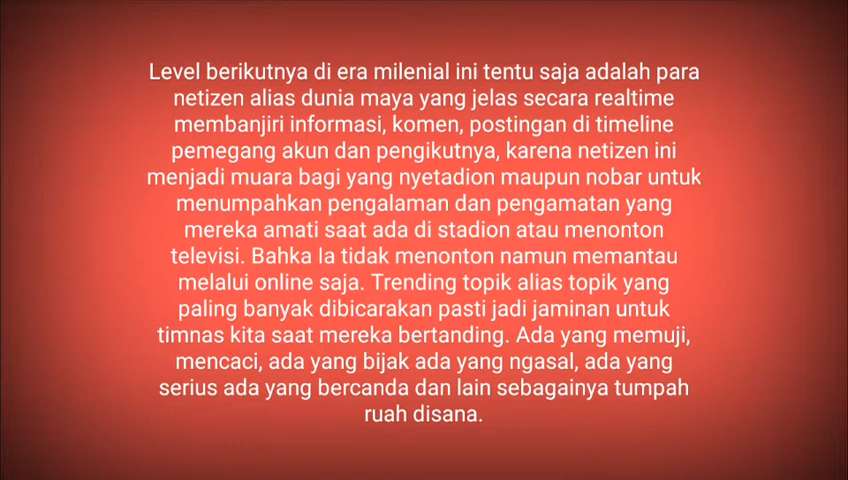 Level berikutnya di era milenial ini tentu saja adalah para
netizen alias dunia maya yang jelas secara realtime
membanjiri informasi, komen, postingan di timeline
pemegang akun dan pengikutnya, karena netizen ini
menjadi muara bagi yang nyetadion maupun nobar untuk
menumpahkan pengalaman dan pengamatan yang
mereka amati saat ada di stadion atau menonton
televisi. Bahka la tidak menonton namun memantau
melalui online saja. Trending topik alias topik yang
paling banyak dibicarakan pasti jadi jaminan untuk
timnas kita saat mereka bertanding. Ada yang memuji,
mencaci, ada yang bijak ada yang ngasal, ada yang
serius ada yang bercanda dan lain sebagainya tumpah
ruah disana.